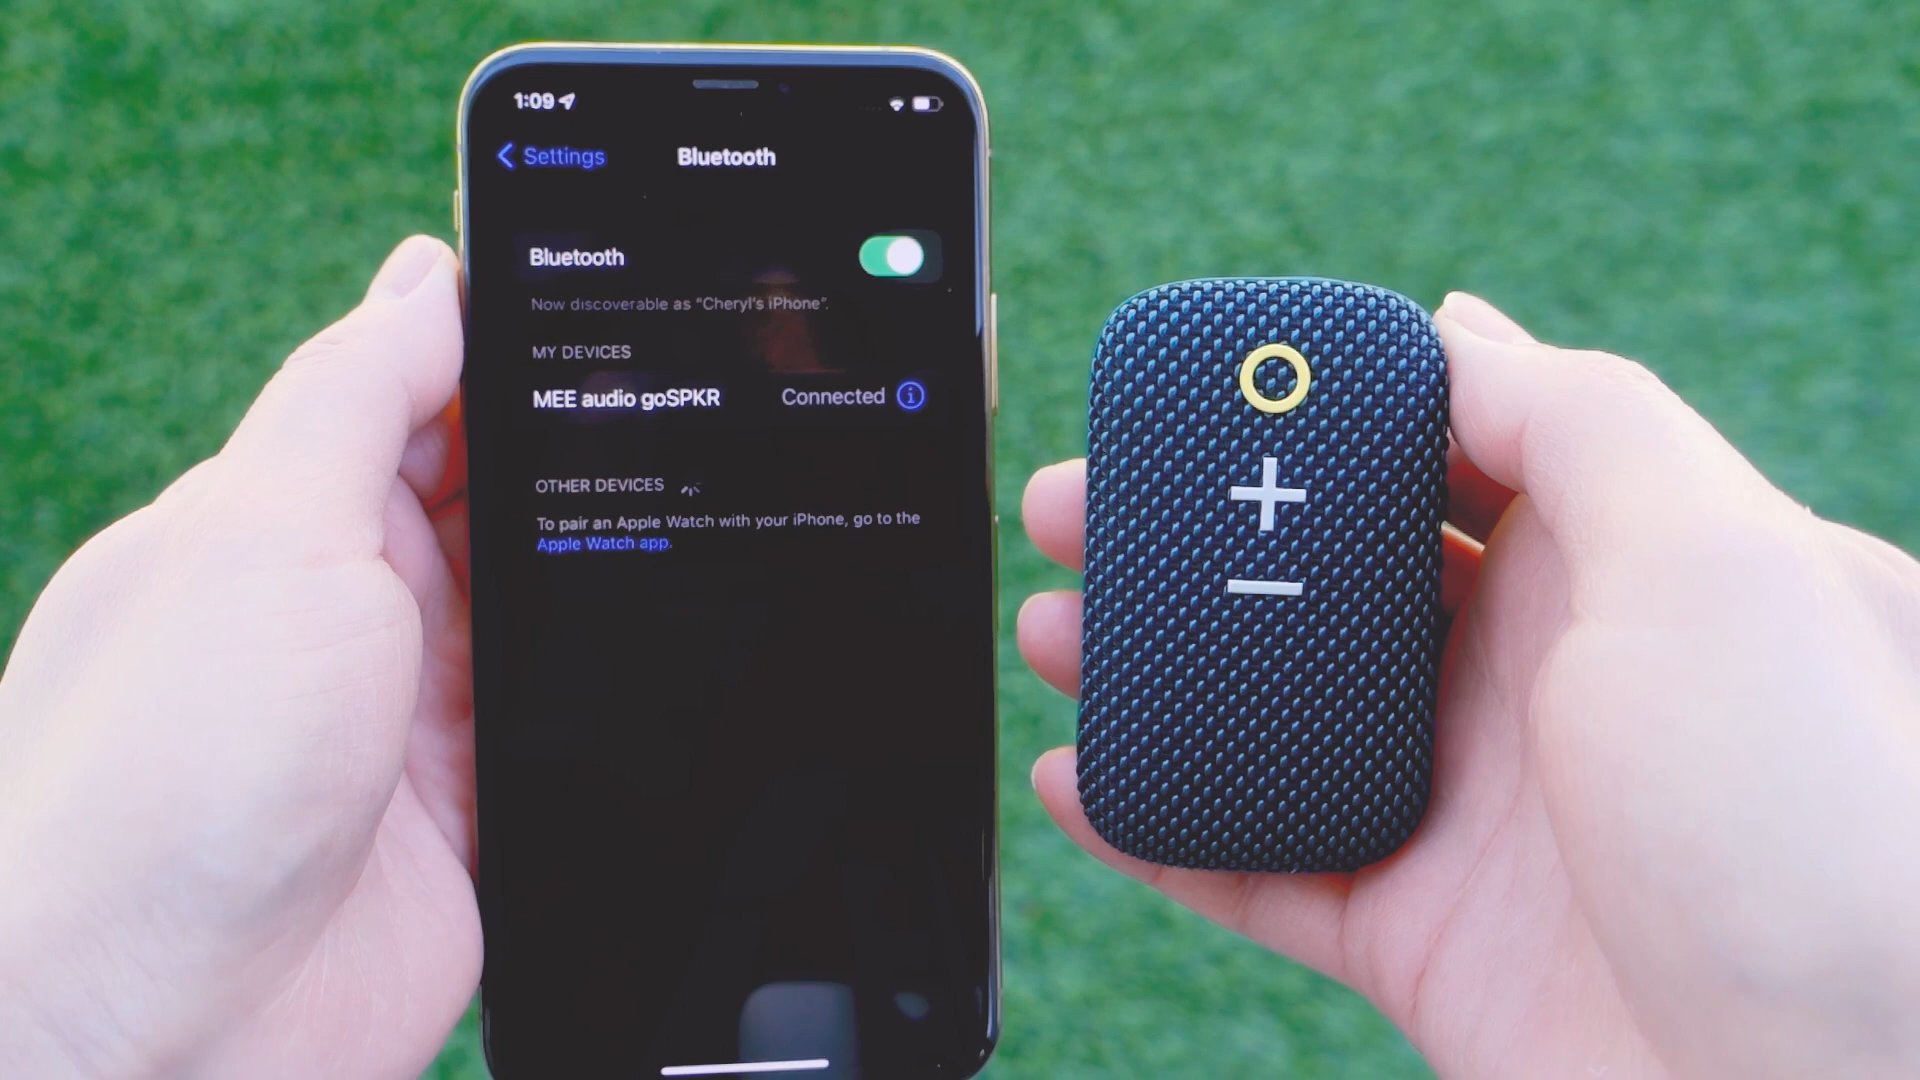 1:09
Settings
Bluetooth
Bluetooth
Now discoverable as “Cheryl's iPhone”.
MY DEVICES
MEE audio goSPKR Connected
OTHER DEVICES
To pair an Apple Watch with your iPhone, go to the
Apple Watch app.